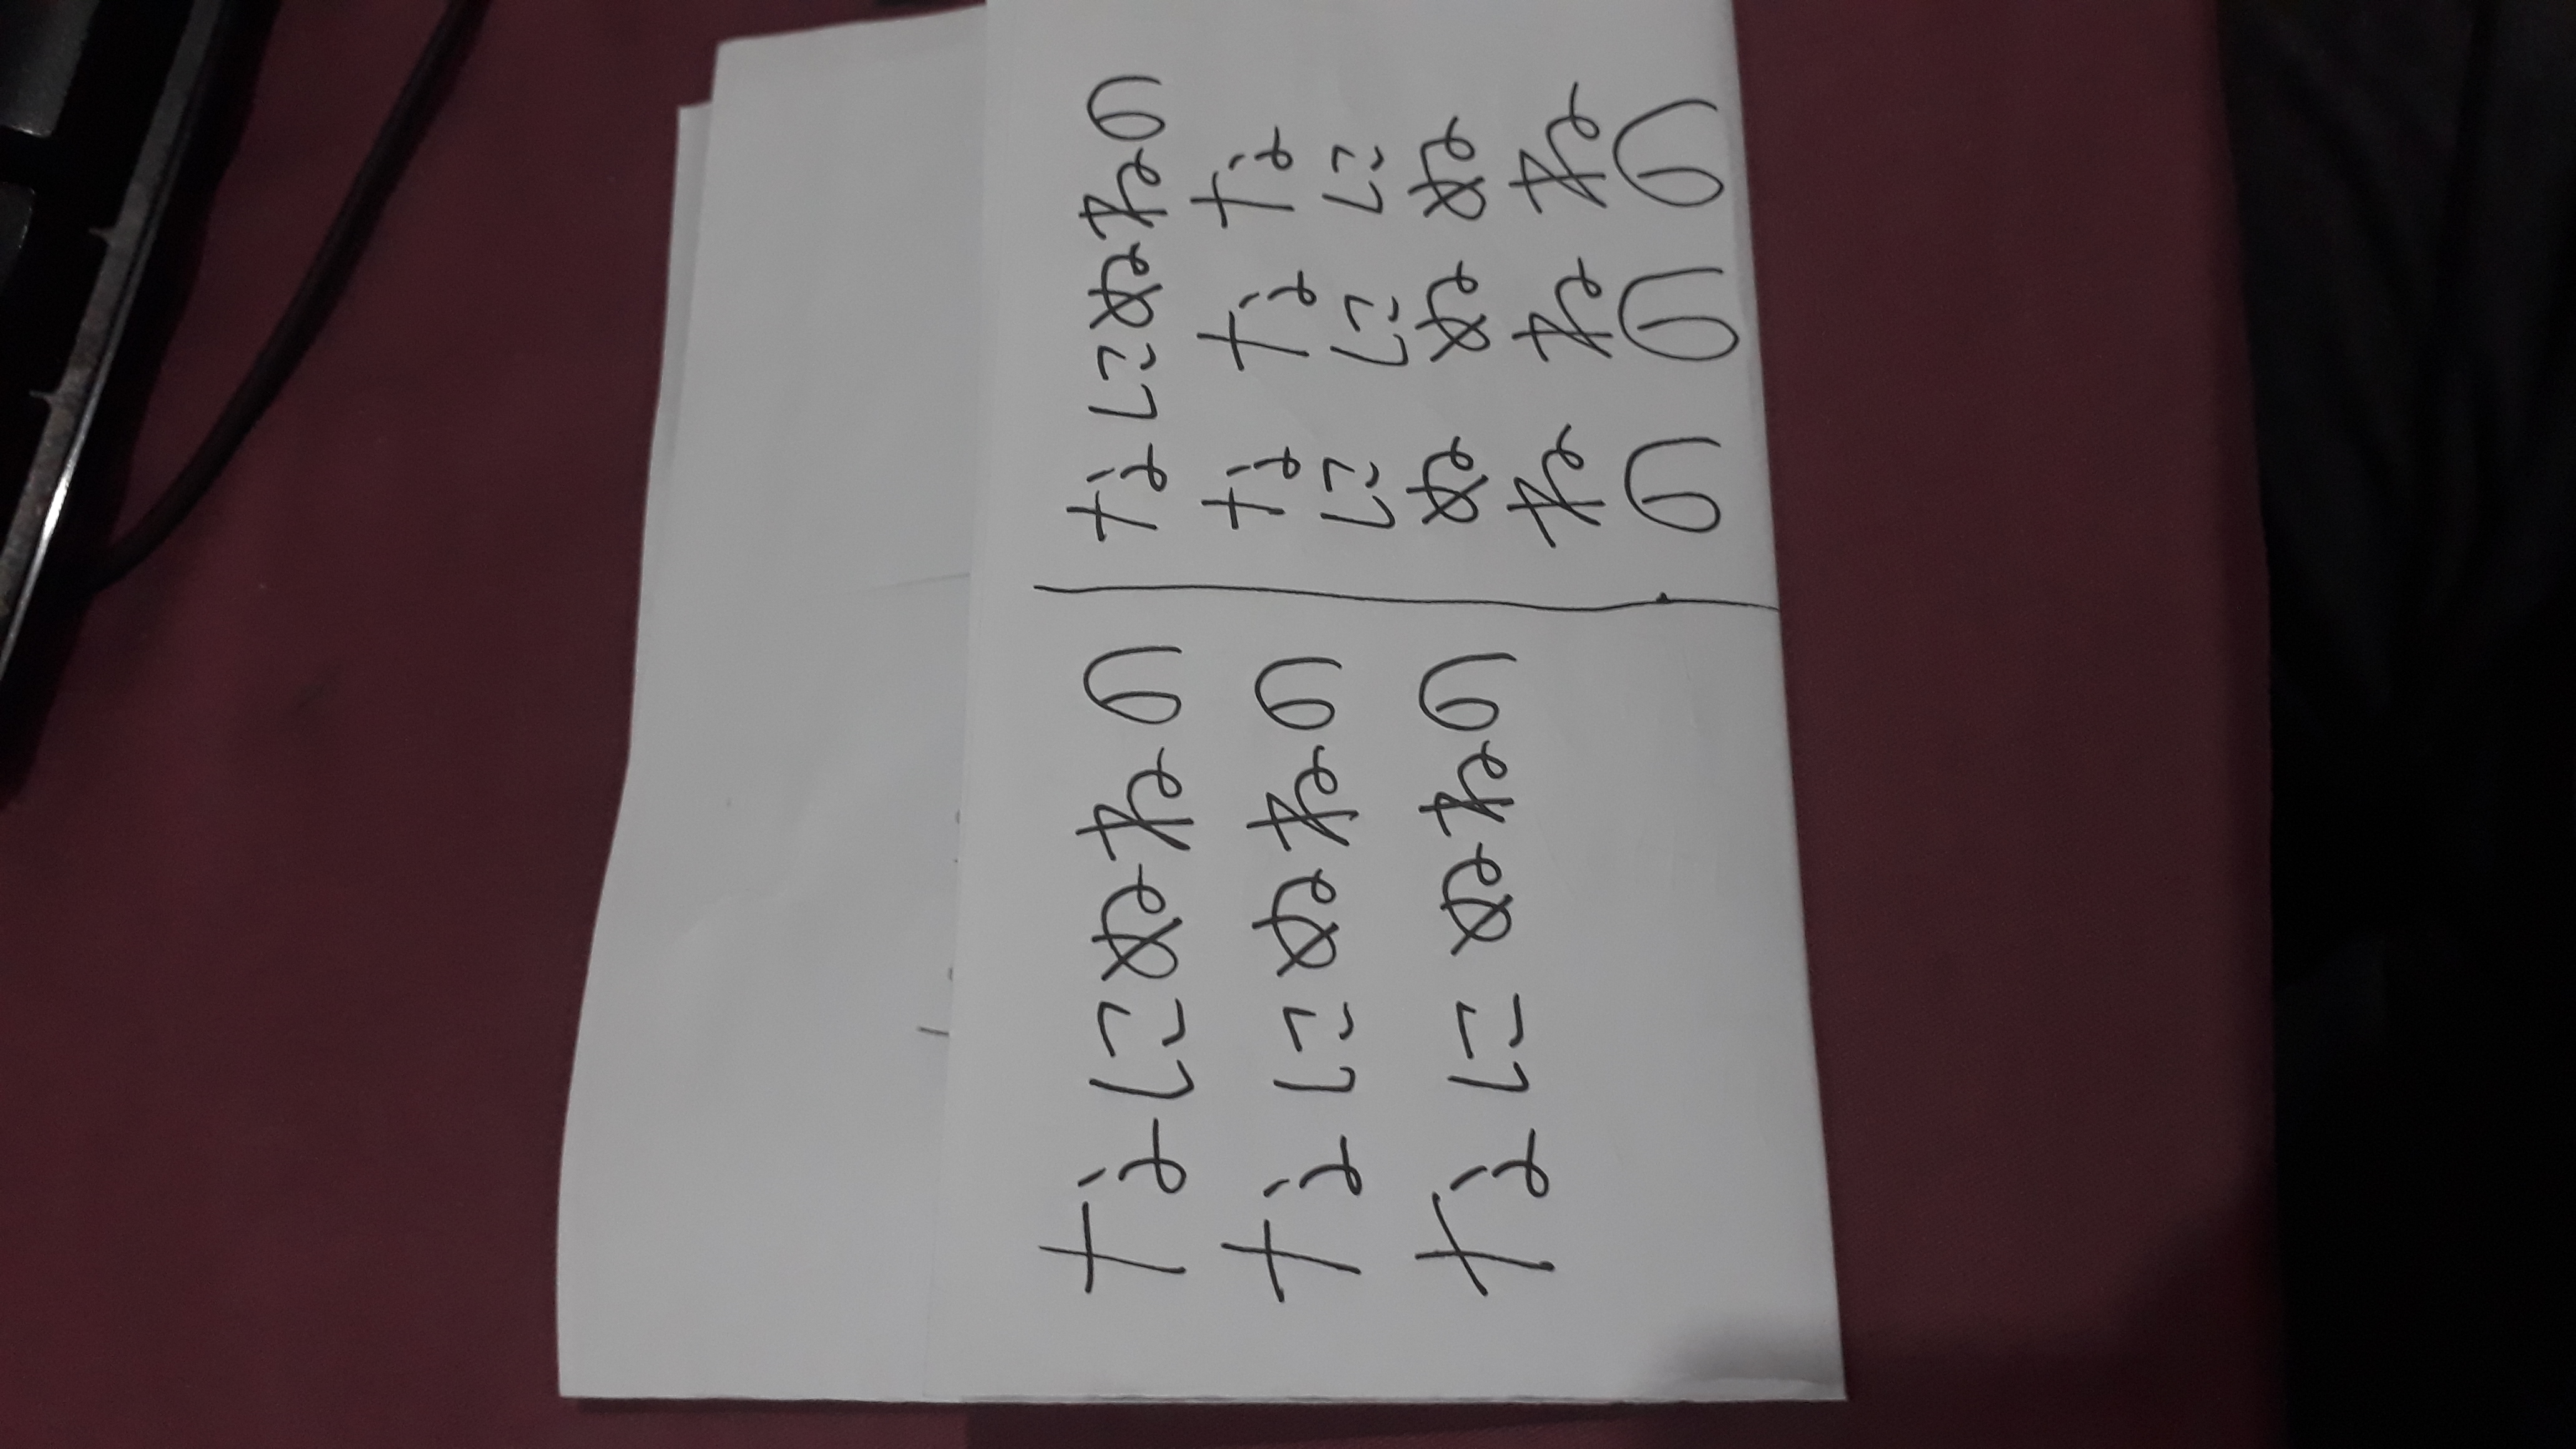 なにぬねの
なにぬねの
なにぬねの
なにぬねの
な な な
に に に
ぬ ぬ ぬ
ね ね ね
の の の